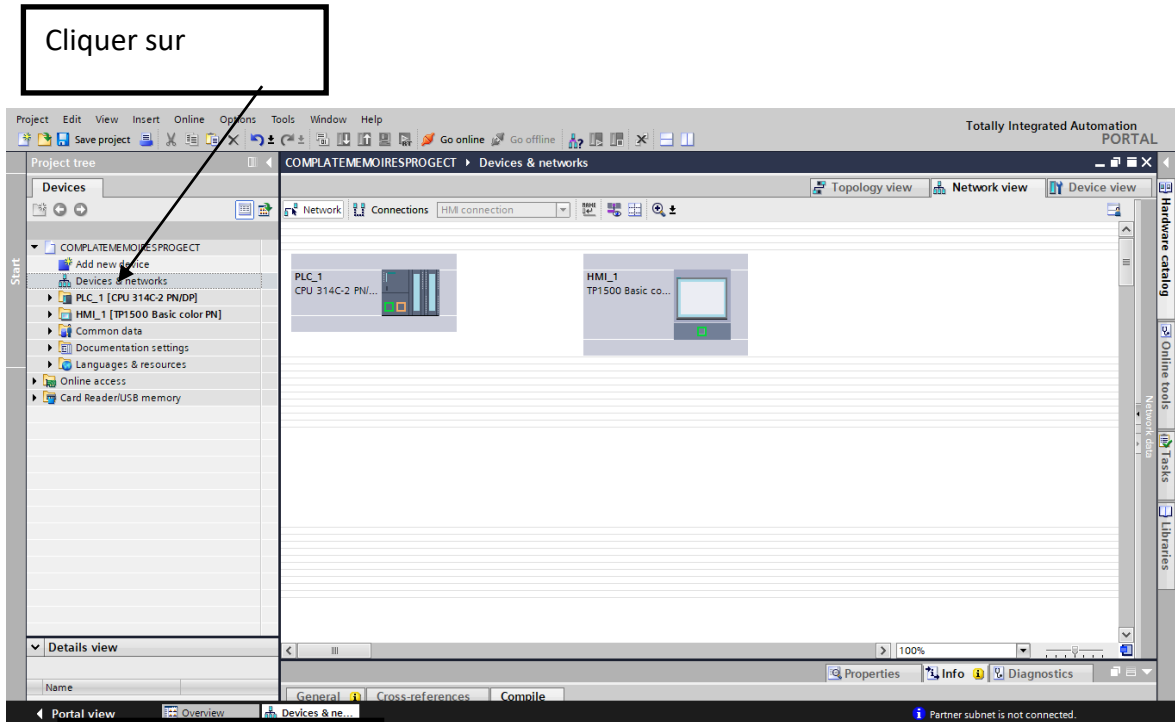 Cliquer sur
Project Edit View Insert Online Options Tools Window Help
Totally Integrated Automation
PORTAL
Save project Go online Go offline
Project tree
COMPLATEMEMOIRESPROGECT Devices & networks
Devices
Topology view Network view Device view
Network Connections HMI connection
COMPLATEMEMOIRESPROGECT
Add new device
Devices & networks
PLC_1 [CPU 314C-2 PN/DP]
HMI_1 [TP1500 Basic color PN]
Common data
Documentation settings
Languages & resources
Online access
Card Reader/USB memory
Start
PLC_1
CPU 314C-2 PN/...
HMI_1
TP1500 Basic co...
Hardware catalog
Online tools
Tasks
Libraries
Network data
Details view
100%
Properties Info Diagnostics
Name
General Cross-references Compile
Portal view Overview Devices & ne...
Partner subnet is not connected.